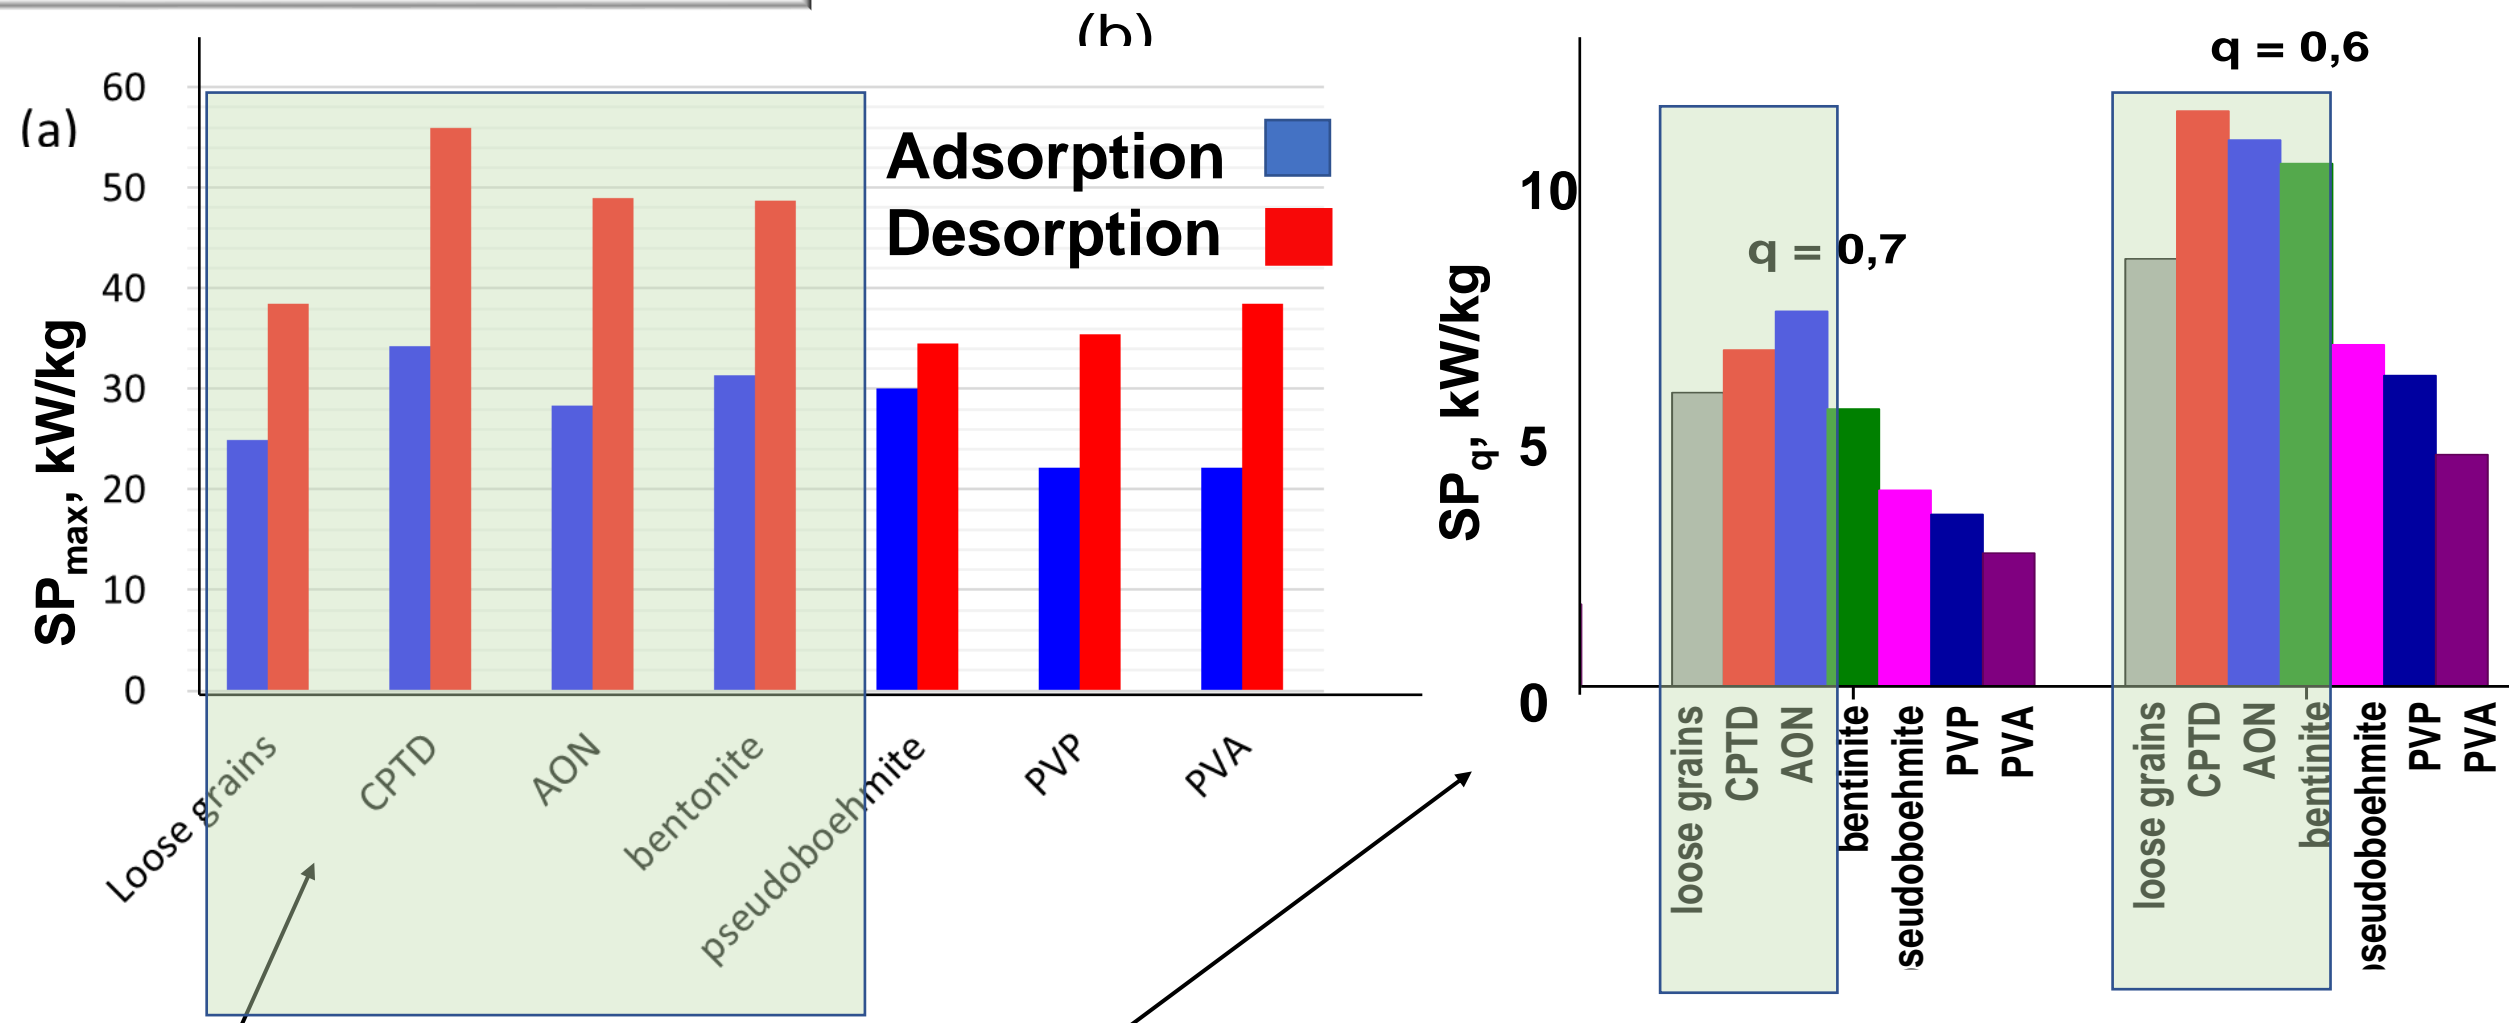 (a)
60
50
40
30
20
10
0
SPmax, kW/kg
Adsorption
Desorption
Loose grains
CPTD
AON
bentonite
pseudoboehmite
PVP
PVA
(b)
10
5
0
SPq, kW/kg
q = 0,7
q = 0,6
loose grains
CPTD
AON
bentinite
seudoboehmite
PVP
PVA
loose grains
CPTD
AON
bentinite
seudoboehmite
PVP
PVA